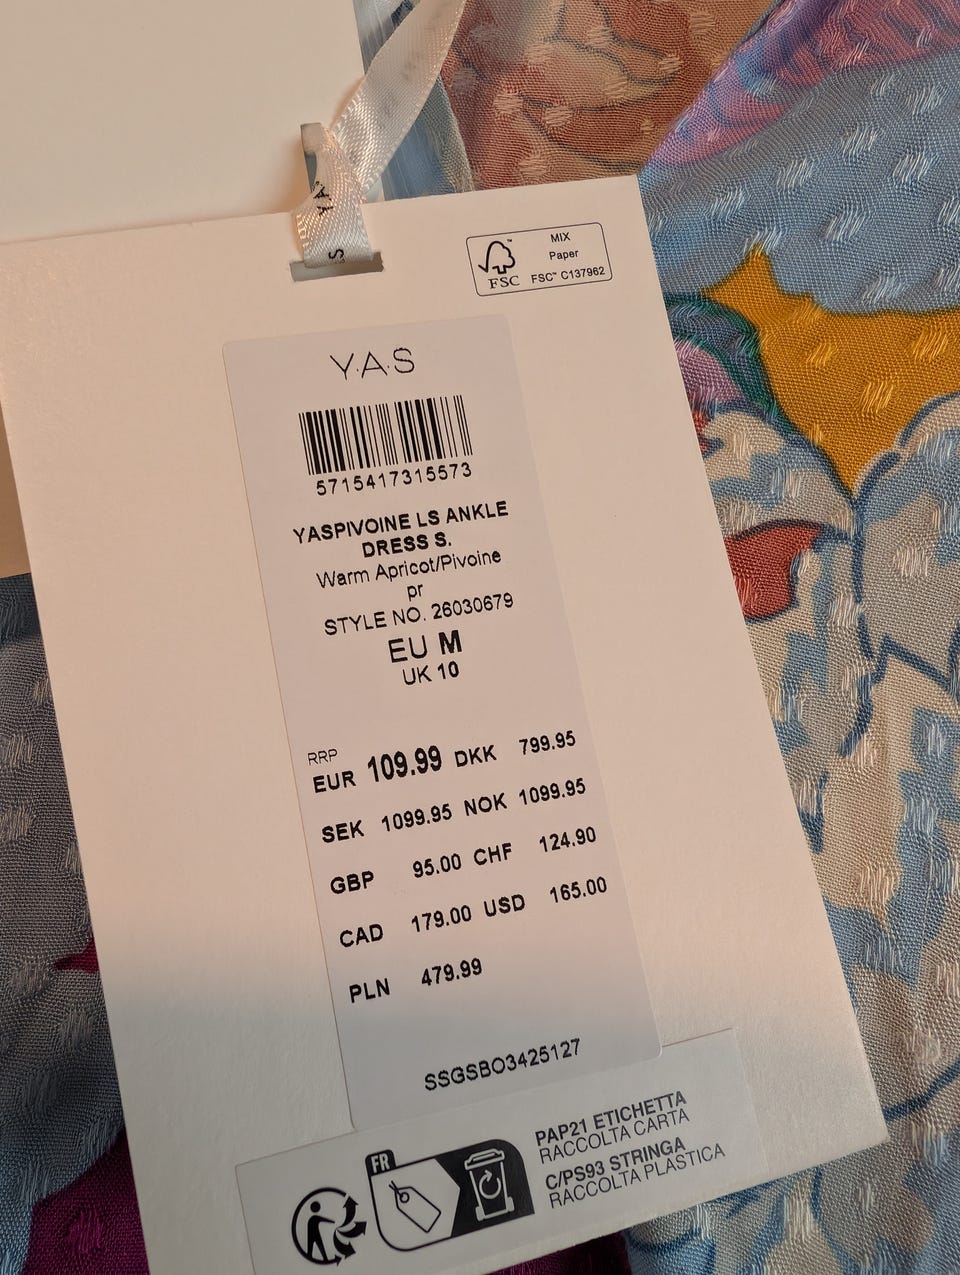 YAS
S
FSC™
MIX
Paper
FSC™ C137962
Y.A.S
5715417315573
YASPIVOINE LS ANKLE
DRESS S.
Warm Apricot/Pivoine
pr
STYLE NO. 26030679
EU M
UK 10
RRP
EUR 109.99 DKK 799.95
SEK 1099.95 NOK 1099.95
GBP 95.00 CHF 124.90
CAD 179.00 USD 165.00
PLN 479.99
SSGSBO3425127
FR
PAP21 ETICHETTA
RACCOLTA CARTA
C/PS93 STRINGA
RACCOLTA PLASTICA